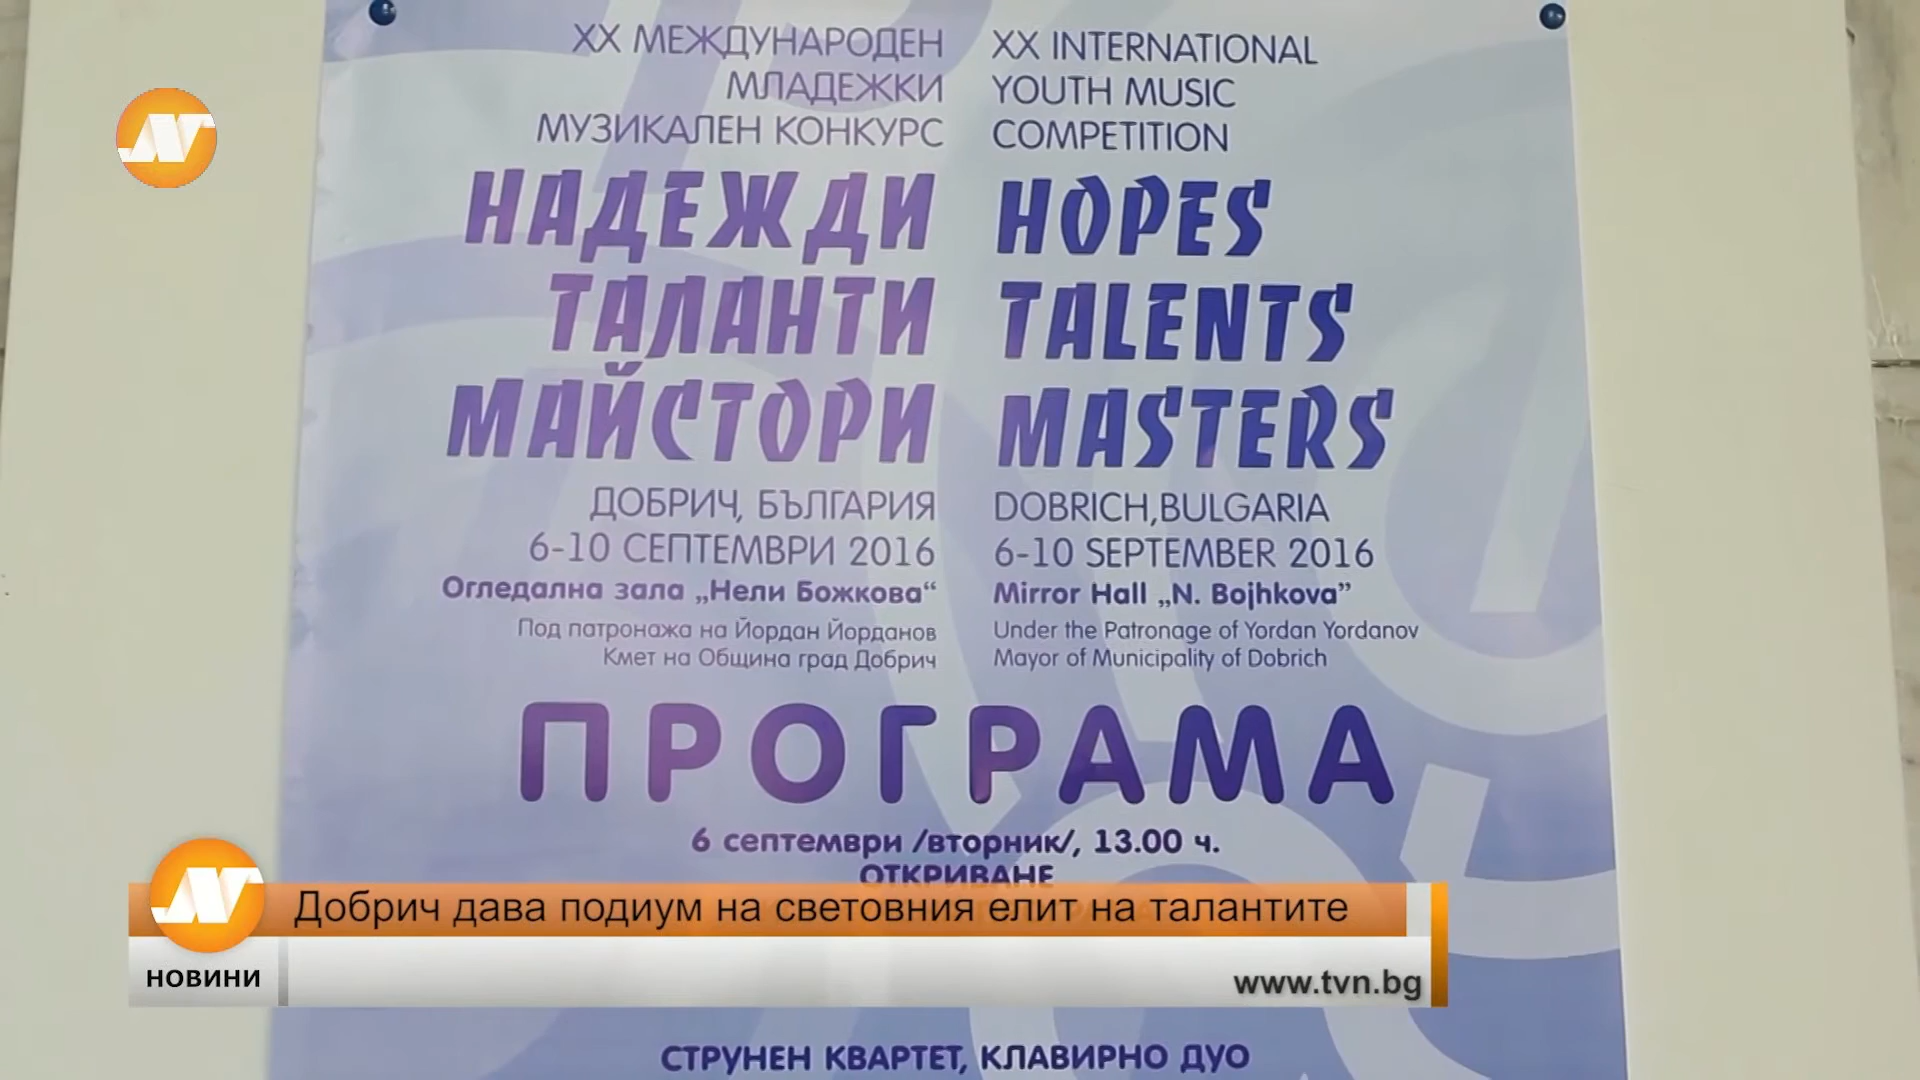 XX МЕЖДУНАРОДЕН
МЛАДЕЖКИ
МУЗИКАЛЕН КОНКУРС
НАДЕЖДИ
ТАЛАНТИ
МАЙСТОРИ
ДОБРИЧ, БЪЛГАРИЯ
6-10 СЕПТЕМВРИ 2016
Огледална зала „Нели Божкова“
Под патронажа на Йордан Йорданов
Кмет на Община град Добрич
XX INTERNATIONAL
YOUTH MUSIC
COMPETITION
HOPES
TALENTS
MASTERS
DOBRICH,BULGARIA
6-10 SEPTEMBER 2016
Mirror Hall „N. Bojhkova”
Under the Patronage of Yordan Yordanov
Mayor of Municipality of Dobrich
ПРОГРАМА
6 септември /вторник/, 13.00 ч.
ОТКРИВАНЕ
Добрич дава подиум на световния елит на талантите
НОВИНИ
www.tvn.bg
СТРУНЕН КВАРТЕТ, КЛАВИРНО ДУО